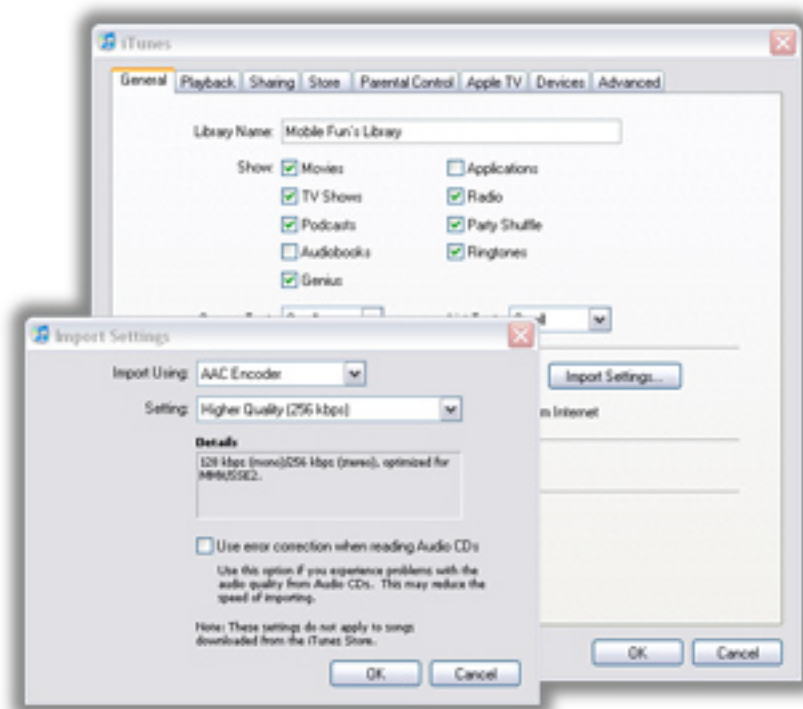 iTunes
General Playback Sharing Store Parental Control Apple TV Devices Advanced
Library Name: Mobile Fun's Library
Show: Movies Applications
TV Shows Radio
Podcasts Party Shuffle
Audiobooks Ringtones
Genius
Import Settings...
m Internet
OK Cancel
Import Settings
Import Using: AAC Encoder
Setting: Higher Quality (256 kbps)
Details
128 kbps (mono)/256 kbps (stereo), optimized for
MMX/SSE2.
Use error correction when reading Audio CDs
Use this option if you experience problems with the
audio quality from Audio CDs. This may reduce the
speed of importing.
Note: These settings do not apply to songs
downloaded from the iTunes Store.
OK Cancel